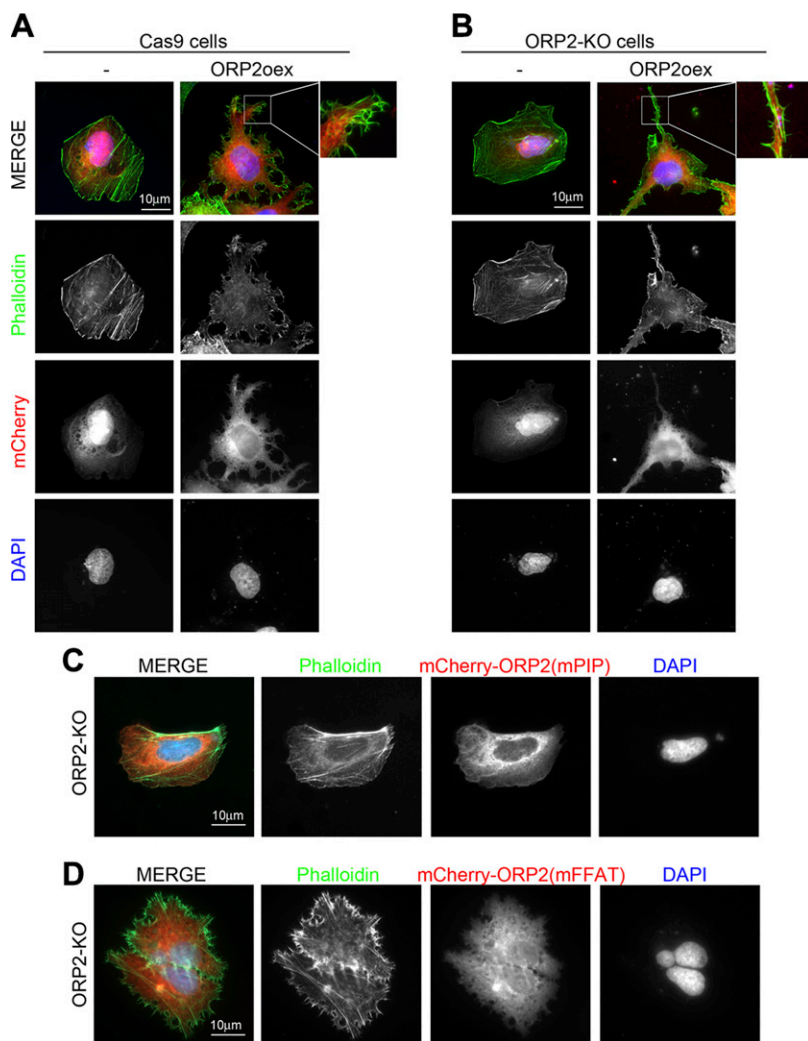 A
B
Cas9 cells
ORP2-KO cells
-
ORP2oex
-
ORP2oex
MERGE
10μm
10μm
Phalloidin
mCherry
DAPI
C
MERGE
Phalloidin
mCherry-ORP2(mPIP)
DAPI
ORP2-KO
10μm
D
MERGE
Phalloidin
mCherry-ORP2(mFFAT)
DAPI
ORP2-KO
10μm